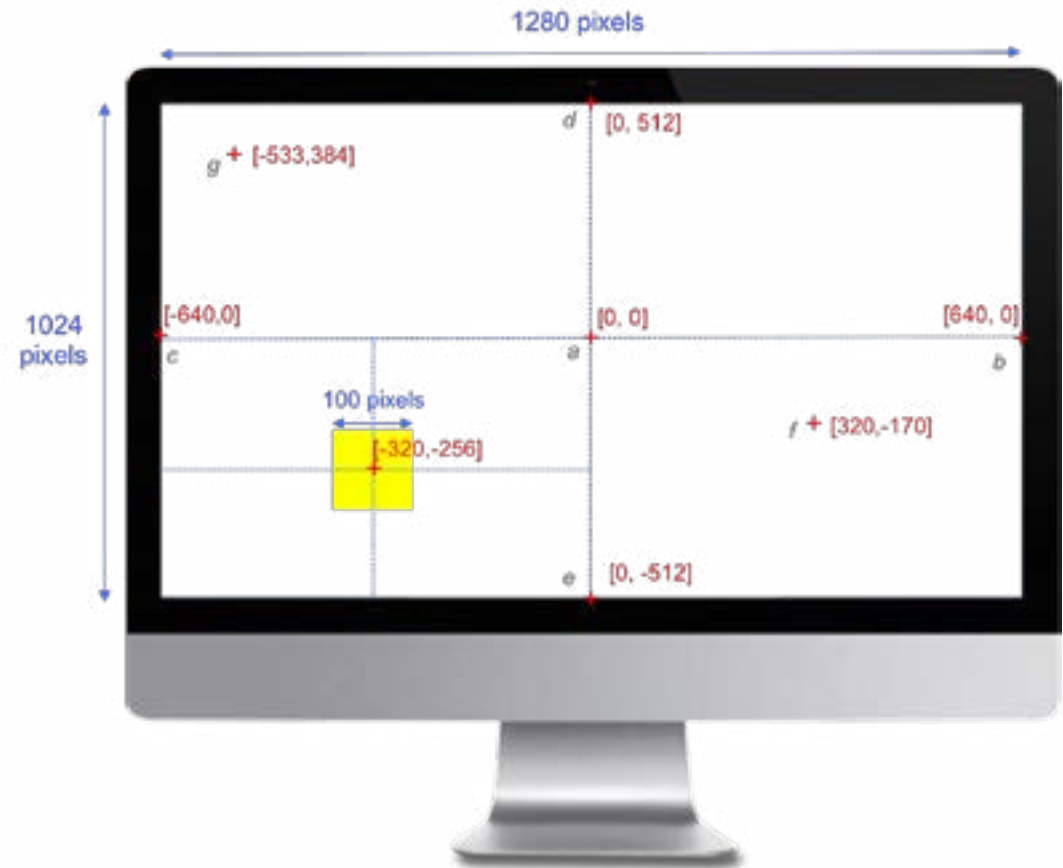 1280 pixels
d
[0, 512]
g
[-533,384]
1024
pixels
[-640,0]
[0, 0]
[640, 0]
c
a
b
100 pixels
[-320,-256]
f
[320,-170]
e
[0, -512]